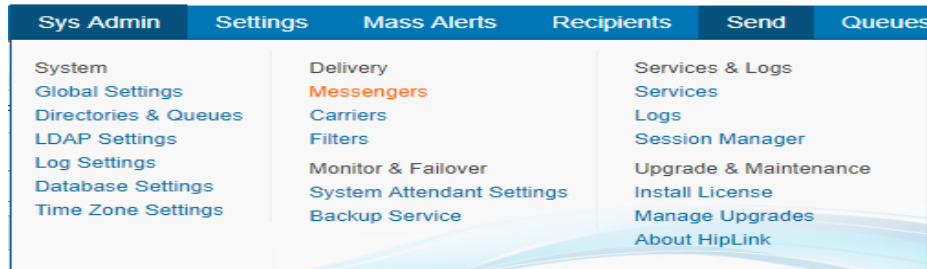 Sys Admin Settings Mass Alerts Recipients Send Queues
System
Global Settings
Directories & Queues
LDAP Settings
Log Settings
Database Settings
Time Zone Settings
Delivery
Messengers
Carriers
Filters
Monitor & Failover
System Attendant Settings
Backup Service
Services & Logs
Services
Logs
Session Manager
Upgrade & Maintenance
Install License
Manage Upgrades
About HipLink